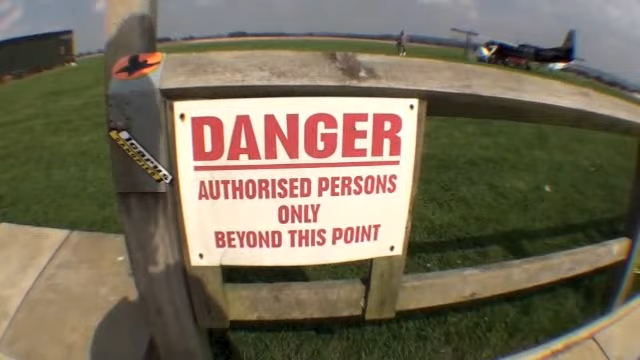 DANGER
AUTHORISED PERSONS
ONLY
BEYOND THIS POINT